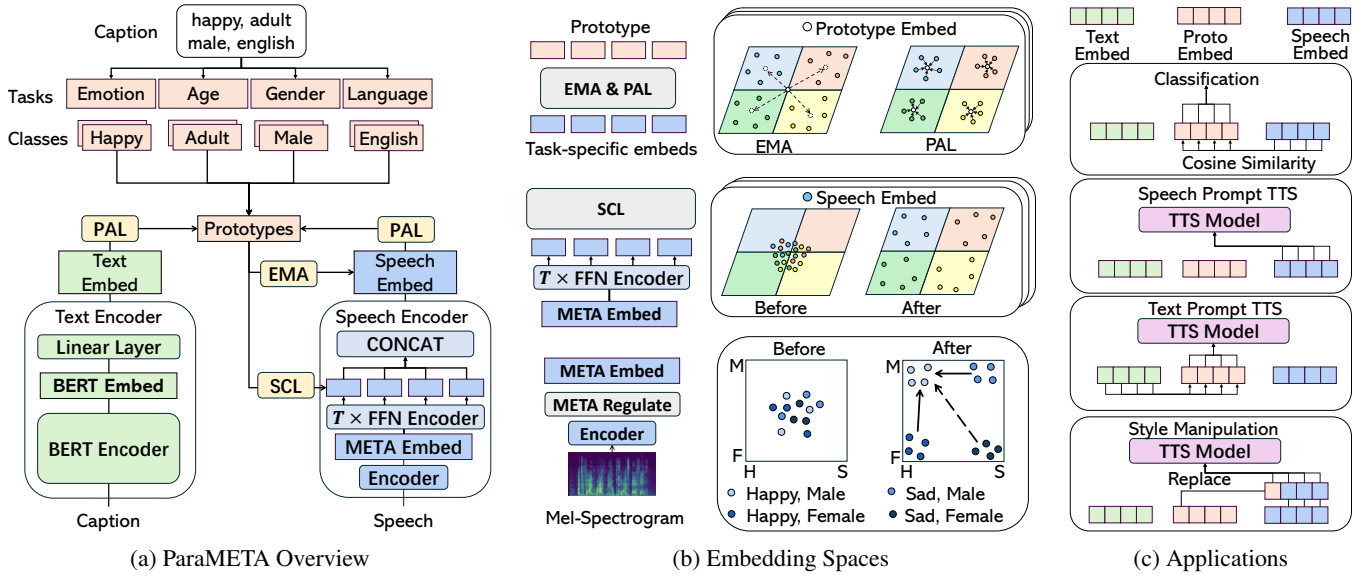 Caption
happy, adult
male, english
Tasks
Emotion
Age
Gender
Language
Classes
Happy
Adult
Male
English
PAL
Prototypes
PAL
Text
Embed
EMA
Speech
Embed
Text Encoder
Linear Layer
BERT Embed
BERT Encoder
SCL
Speech Encoder
CONCAT
T × FFN Encoder
META Embed
Encoder
Caption
Speech
(a) ParaMETA Overview
Prototype
EMA & PAL
Task-specific embeds
Prototype Embed
EMA
PAL
SCL
T × FFN Encoder
META Embed
Speech Embed
Before
After
META Embed
META Regulate
Encoder
Mel-Spectrogram
Before
M
F
H
S
After
M
F
H
S
Happy, Male
Sad, Male
Happy, Female
Sad, Female
(b) Embedding Spaces
Text
Embed
Proto
Embed
Speech
Embed
Classification
Cosine Similarity
Speech Prompt TTS
TTS Model
Text Prompt TTS
TTS Model
Style Manipulation
TTS Model
Replace
(c) Applications